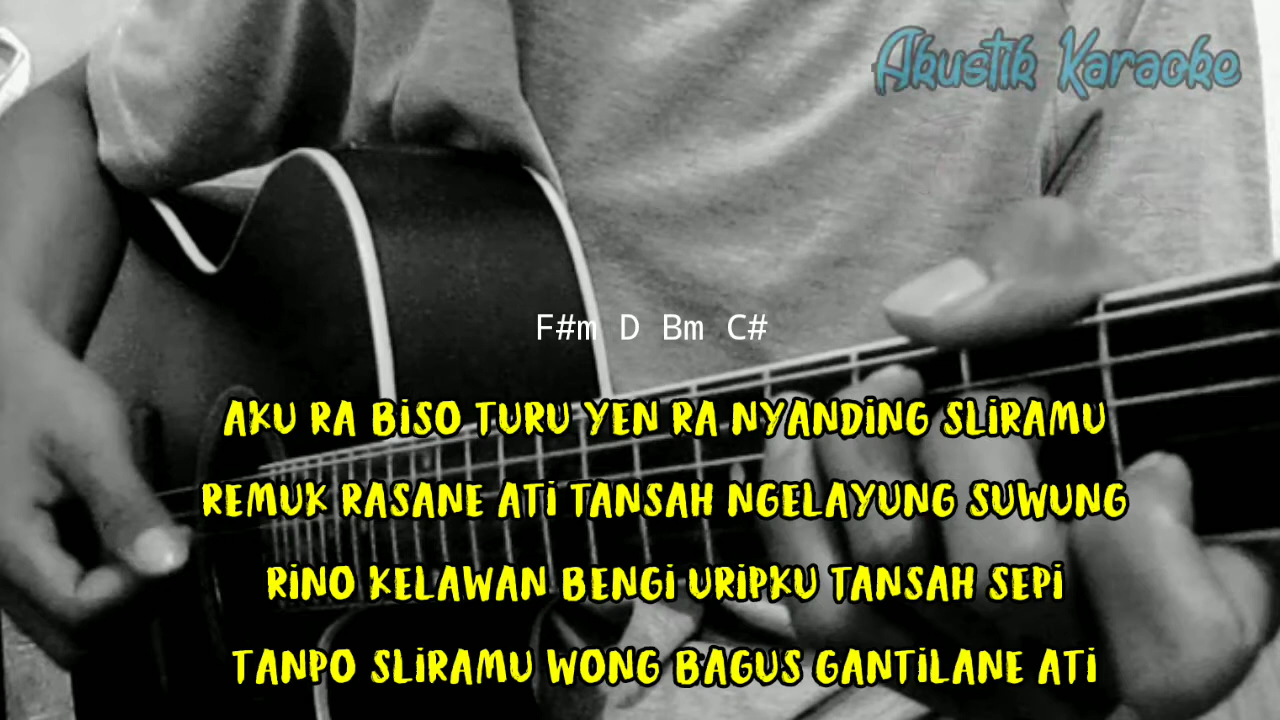 Akustik Karaoke
F#m D Bm C#
AKU RA BISO TURU YEN RA NYANDING SLIRAMU
REMUK RASANE ATI TANSAH NGELAYUNG SUWUNG
RINO KELAWAN BENGI URIPKU TANSAH SEPI
TANPO SLIRAMU WONG BAGUS GANTILANE ATI